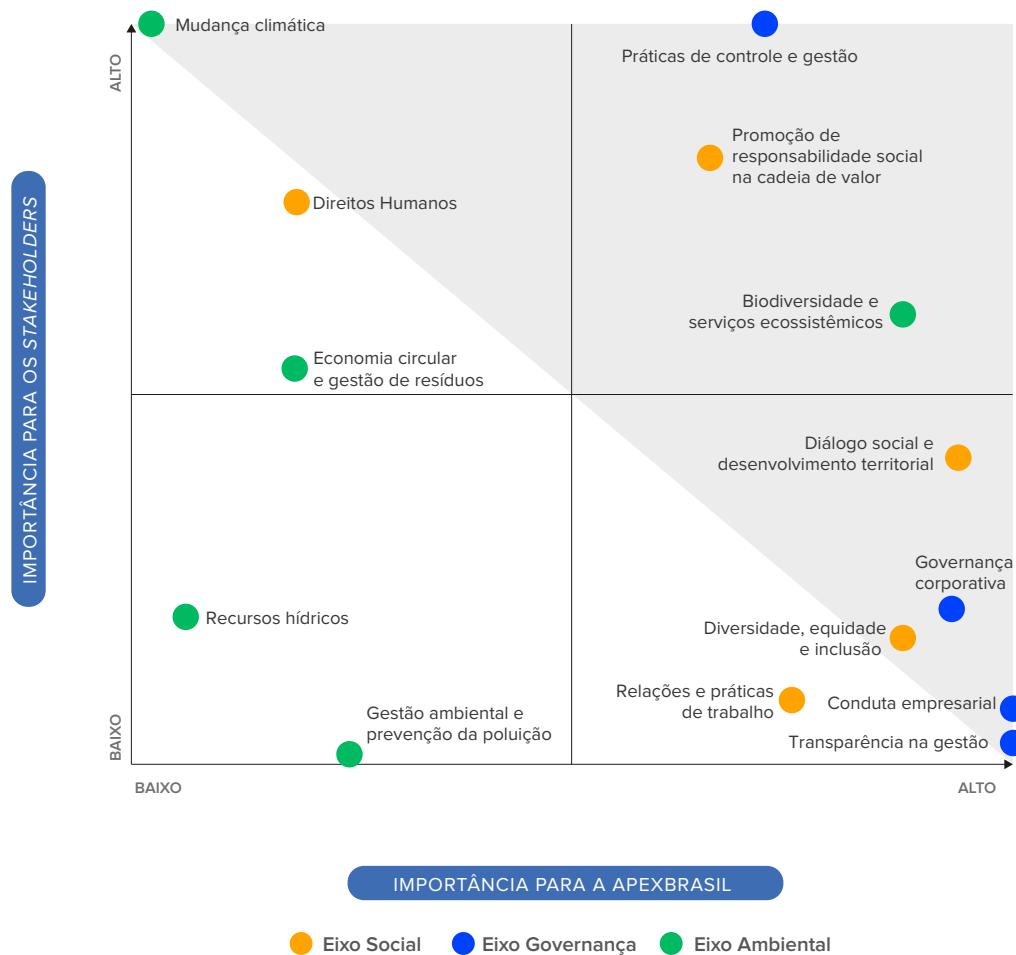 Mudança climática
ALTO
Práticas de controle e gestão
Promoção de
responsabilidade social
na cadeia de valor
Direitos Humanos
IMPORTÂNCIA PARA OS STAKEHOLDERS
Biodiversidade e
serviços ecossistêmicos
Economia circular
e gestão de resíduos
Diálogo social e
desenvolvimento territorial
Governança
corporativa
Recursos hídricos
Diversidade, equidade
e inclusão
Relações e práticas
de trabalho
Conduta empresarial
Gestão ambiental e
prevenção da poluição
Transparência na gestão
BAIXO
BAIXO
ALTO
IMPORTÂNCIA PARA A APEXBRASIL
Eixo Social
Eixo Governança
Eixo Ambiental